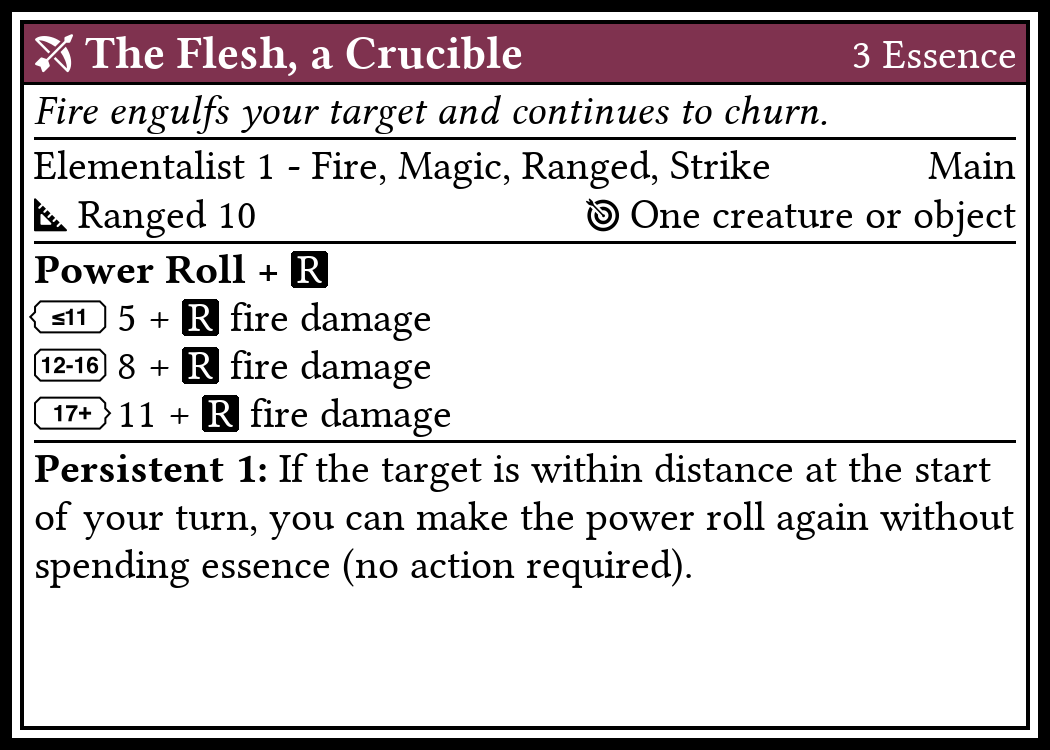 The Flesh, a Crucible 3 Essence
Fire engulfs your target and continues to churn.
Elementalist 1 - Fire, Magic, Ranged, Strike Main
Ranged 10 One creature or object
Power Roll + R
≤11 5 + R fire damage
12-16 8 + R fire damage
17+ 11 + R fire damage
Persistent 1: If the target is within distance at the start
of your turn, you can make the power roll again without
spending essence (no action required).